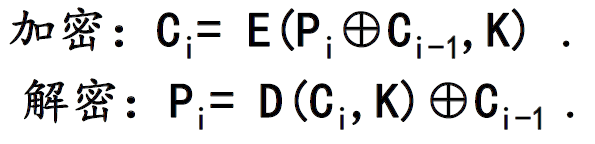 加密：Cᵢ= E(Pᵢ⊕Cᵢ₋₁,K) .
解密：Pᵢ= D(Cᵢ,K)⊕Cᵢ₋₁ .